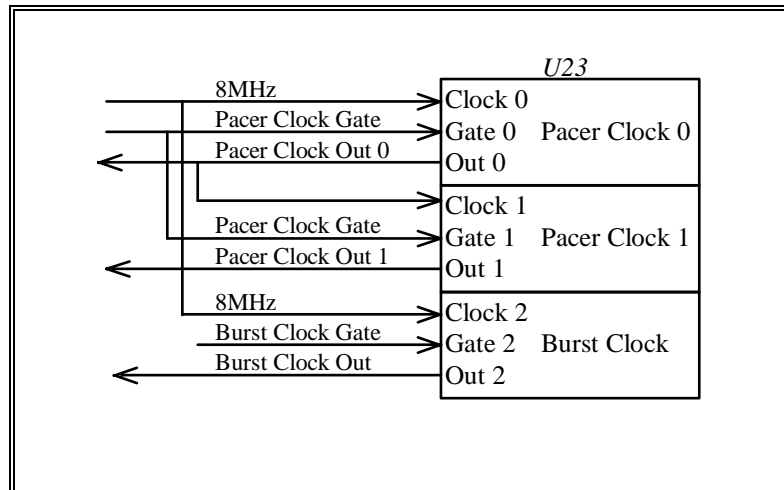 U23
8MHz
Clock 0
Pacer Clock Gate
Gate 0 Pacer Clock 0
Pacer Clock Out 0
Out 0
Clock 1
Pacer Clock Gate
Gate 1 Pacer Clock 1
Pacer Clock Out 1
Out 1
8MHz
Clock 2
Burst Clock Gate
Gate 2 Burst Clock
Burst Clock Out
Out 2